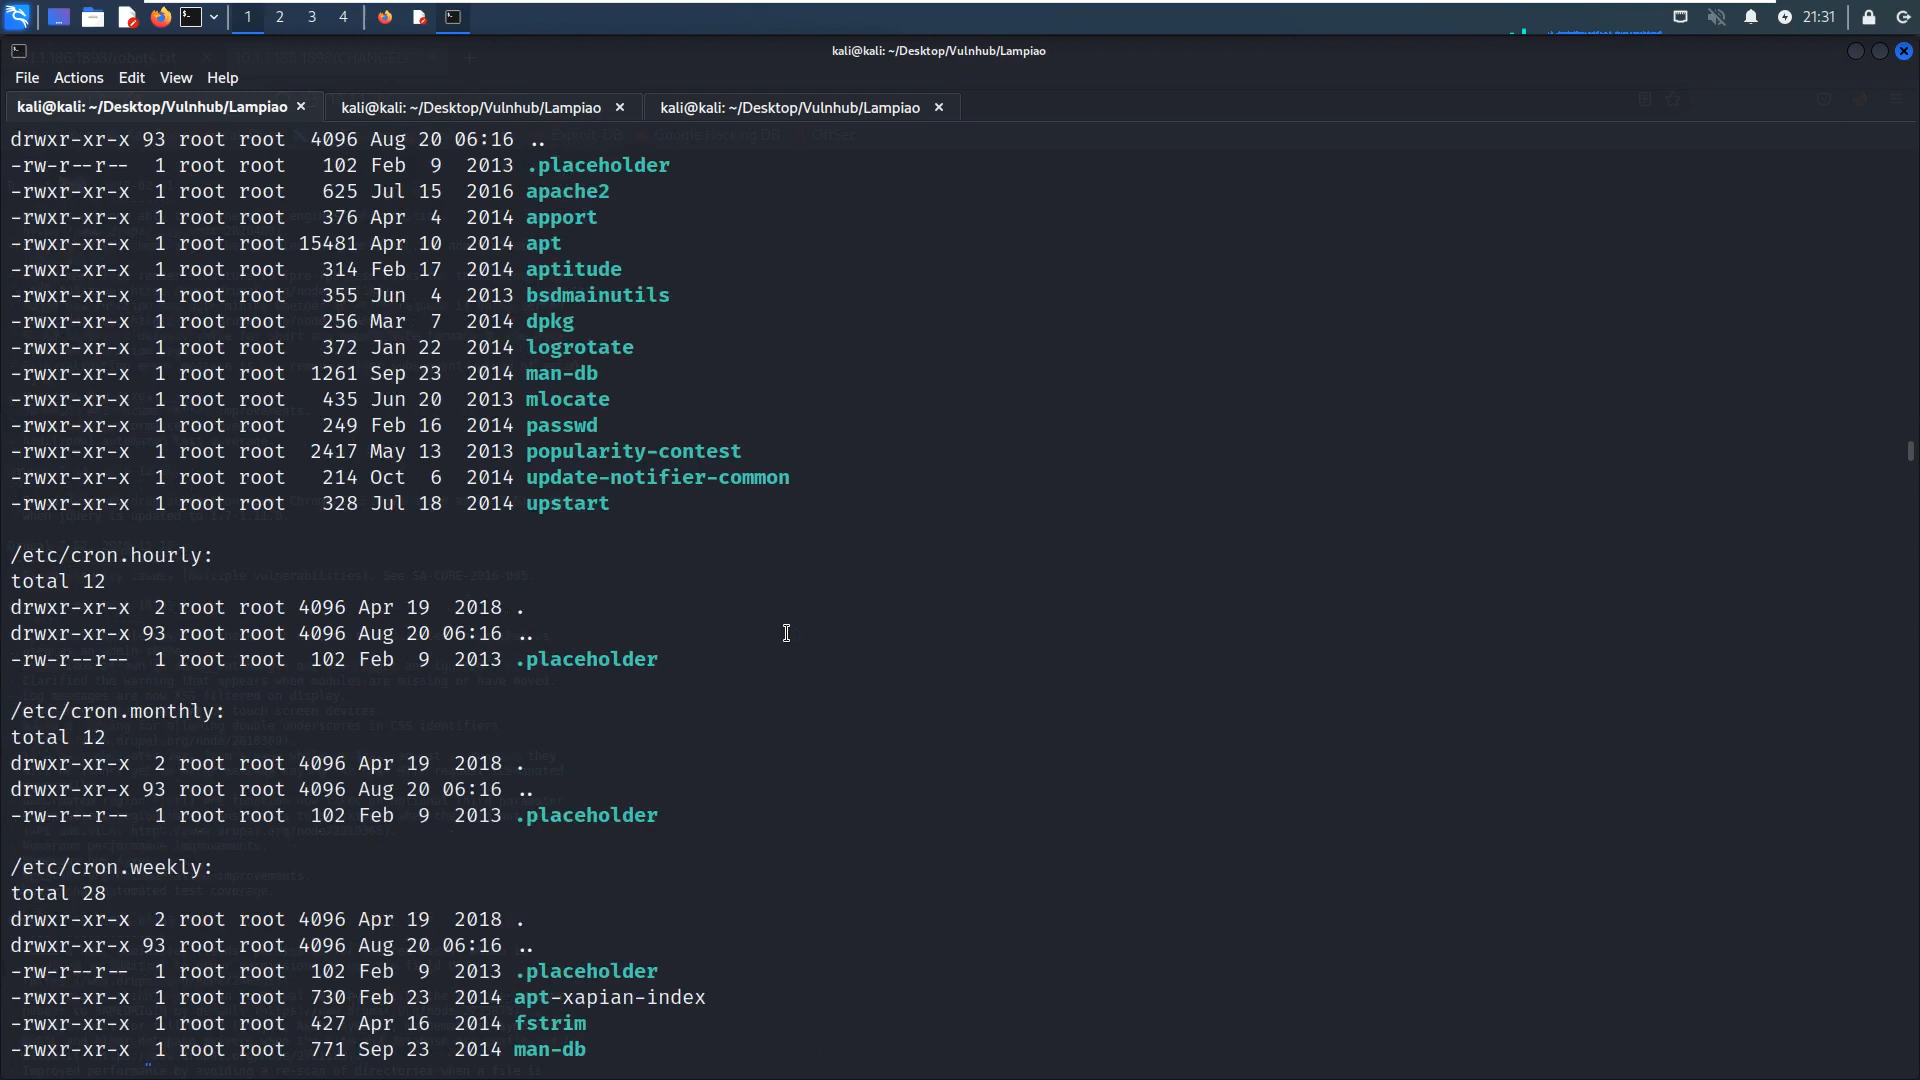 1 2 3 4 21:31
kali@kali: ~/Desktop/Vulnhub/Lampiao
File Actions Edit View Help
kali@kali: ~/Desktop/Vulnhub/Lampiao × kali@kali: ~/Desktop/Vulnhub/Lampiao × kali@kali: ~/Desktop/Vulnhub/Lampiao ×
drwxr-xr-x 93 root root  4096 Aug 20 06:16 ..
-rw-r--r--  1 root root   102 Feb  9  2013 .placeholder
-rwxr-xr-x  1 root root   625 Jul 15  2016 apache2
-rwxr-xr-x  1 root root   376 Apr  4  2014 apport
-rwxr-xr-x  1 root root 15481 Apr 10  2014 apt
-rwxr-xr-x  1 root root   314 Feb 17  2014 aptitude
-rwxr-xr-x  1 root root   355 Jun  4  2013 bsdmainutils
-rwxr-xr-x  1 root root   256 Mar  7  2014 dpkg
-rwxr-xr-x  1 root root   372 Jan 22  2014 logrotate
-rwxr-xr-x  1 root root  1261 Sep 23  2014 man-db
-rwxr-xr-x  1 root root   435 Jun 20  2013 mlocate
-rwxr-xr-x  1 root root   249 Feb 16  2014 passwd
-rwxr-xr-x  1 root root  2417 May 13  2013 popularity-contest
-rwxr-xr-x  1 root root   214 Oct  6  2014 update-notifier-common
-rwxr-xr-x  1 root root   328 Jul 18  2014 upstart
/etc/cron.hourly:
total 12
drwxr-xr-x  2 root root 4096 Apr 19  2018 .
drwxr-xr-x 93 root root 4096 Aug 20 06:16 ..
-rw-r--r--  1 root root  102 Feb  9  2013 .placeholder
/etc/cron.monthly:
total 12
drwxr-xr-x  2 root root 4096 Apr 19  2018 .
drwxr-xr-x 93 root root 4096 Aug 20 06:16 ..
-rw-r--r--  1 root root  102 Feb  9  2013 .placeholder
/etc/cron.weekly:
total 28
drwxr-xr-x  2 root root 4096 Apr 19  2018 .
drwxr-xr-x 93 root root 4096 Aug 20 06:16 ..
-rw-r--r--  1 root root  102 Feb  9  2013 .placeholder
-rwxr-xr-x  1 root root  730 Feb 23  2014 apt-xapian-index
-rwxr-xr-x  1 root root  427 Apr 16  2014 fstrim
-rwxr-xr-x  1 root root  771 Sep 23  2014 man-db